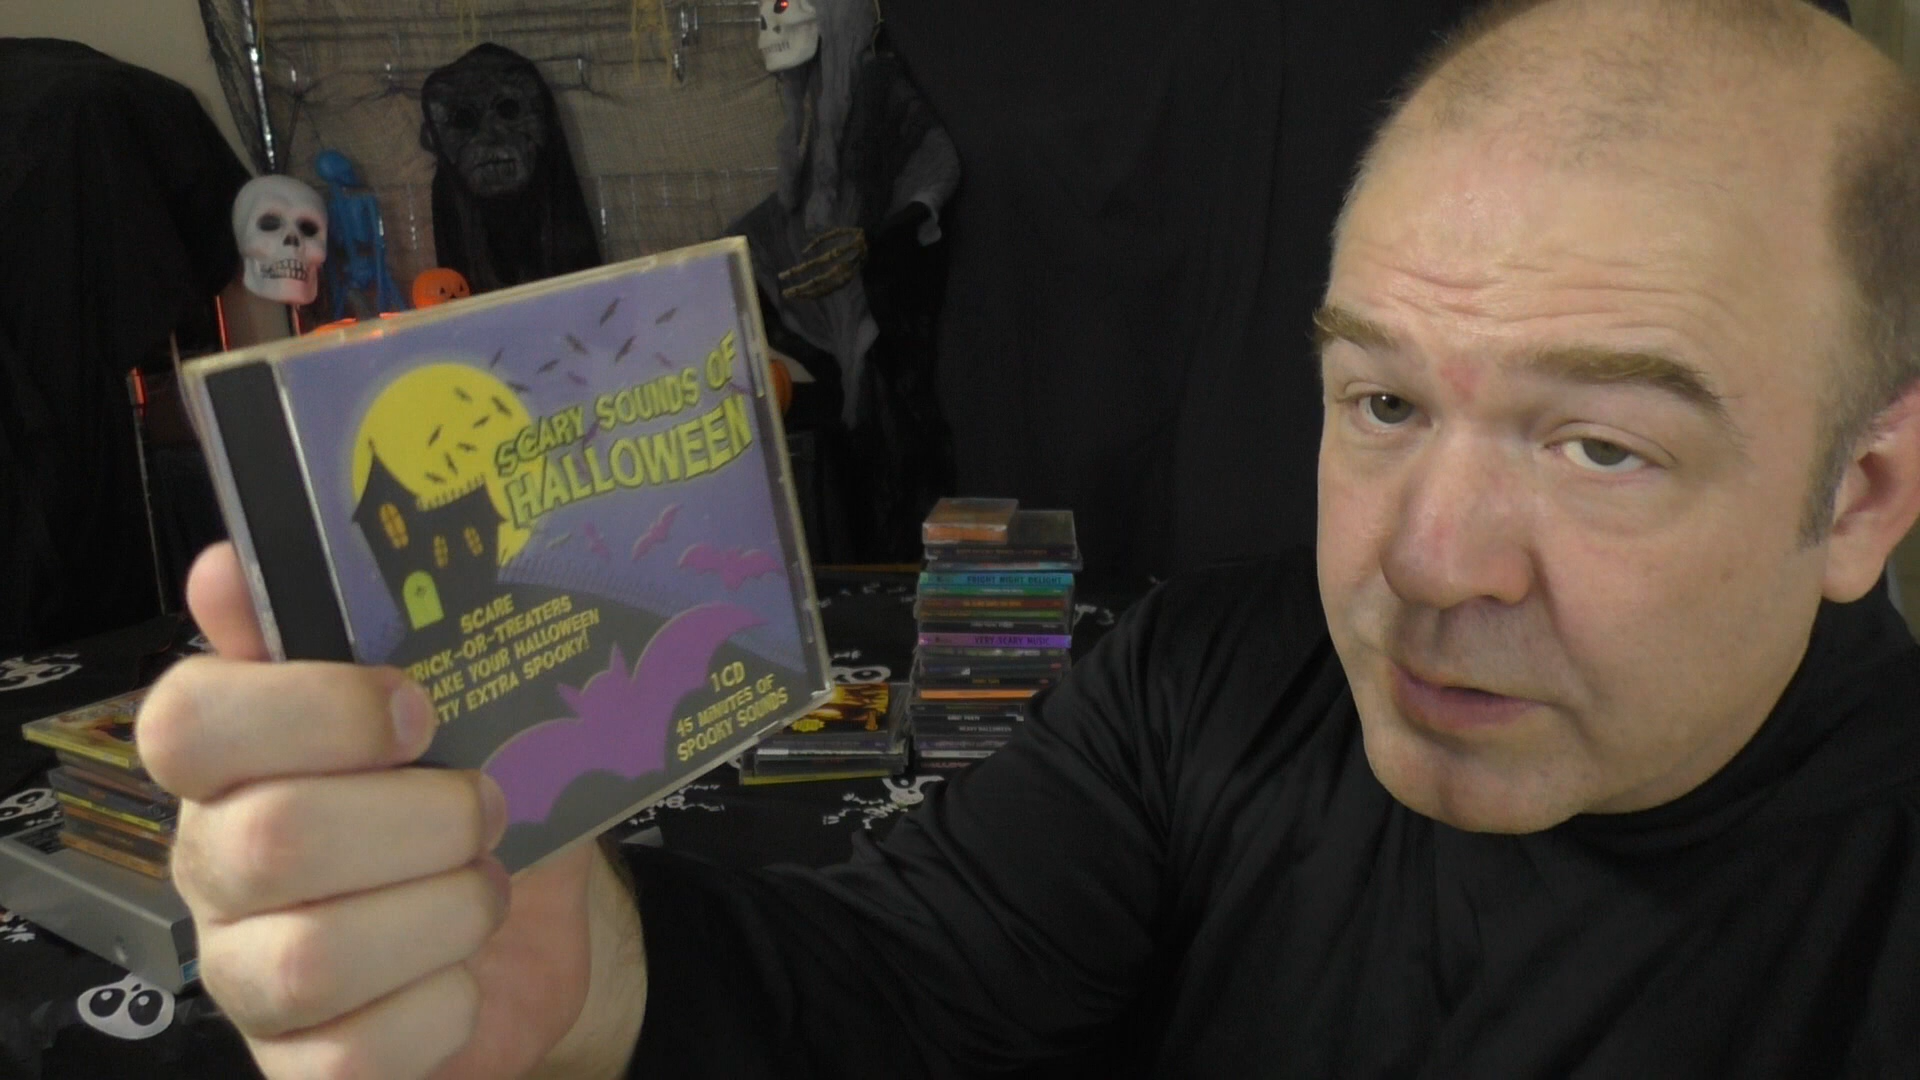 SCARY SOUNDS OF
HALLOWEEN
SCARE
TRICK-OR-TREATERS
MAKE YOUR HALLOWEEN
EXTRA SPOOKY!
1 CD
45 MINUTES OF
SPOOKY SOUNDS
FRIGHT NIGHT DELIGHT
VERY SCARY MUSIC